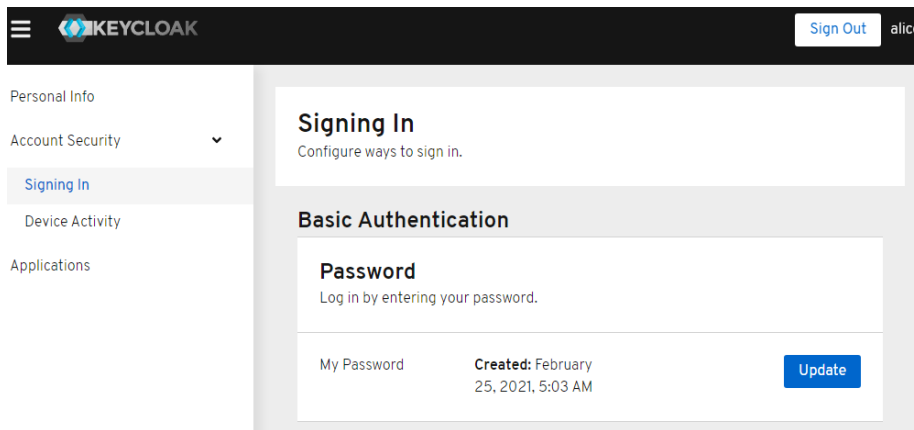 KEYCLOAK
Sign Out
Personal Info
Account Security
Signing In
Device Activity
Applications
Signing In
Configure ways to sign in.
Basic Authentication
Password
Log in by entering your password.
My Password
Created: February
25, 2021, 5:03 AM
Update